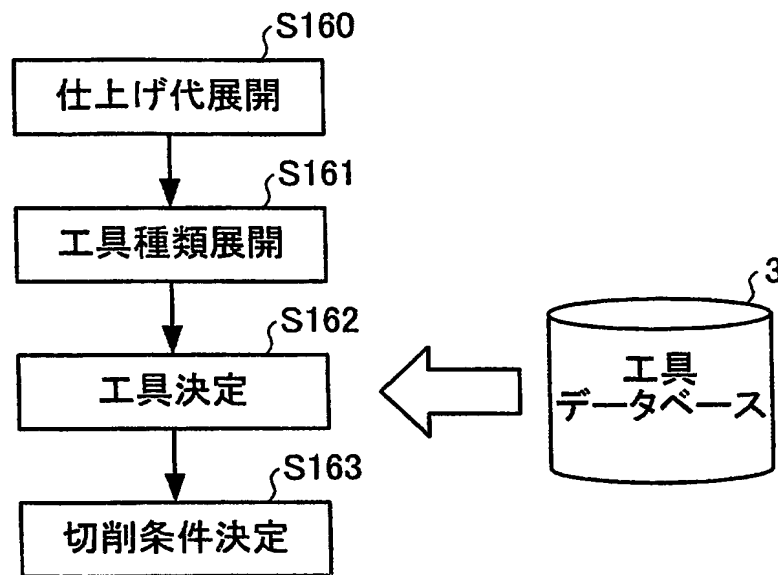 S160
仕上げ代展開
S161
工具種類展開
S162
工具決定
3
工具
データベース
S163
切削条件決定